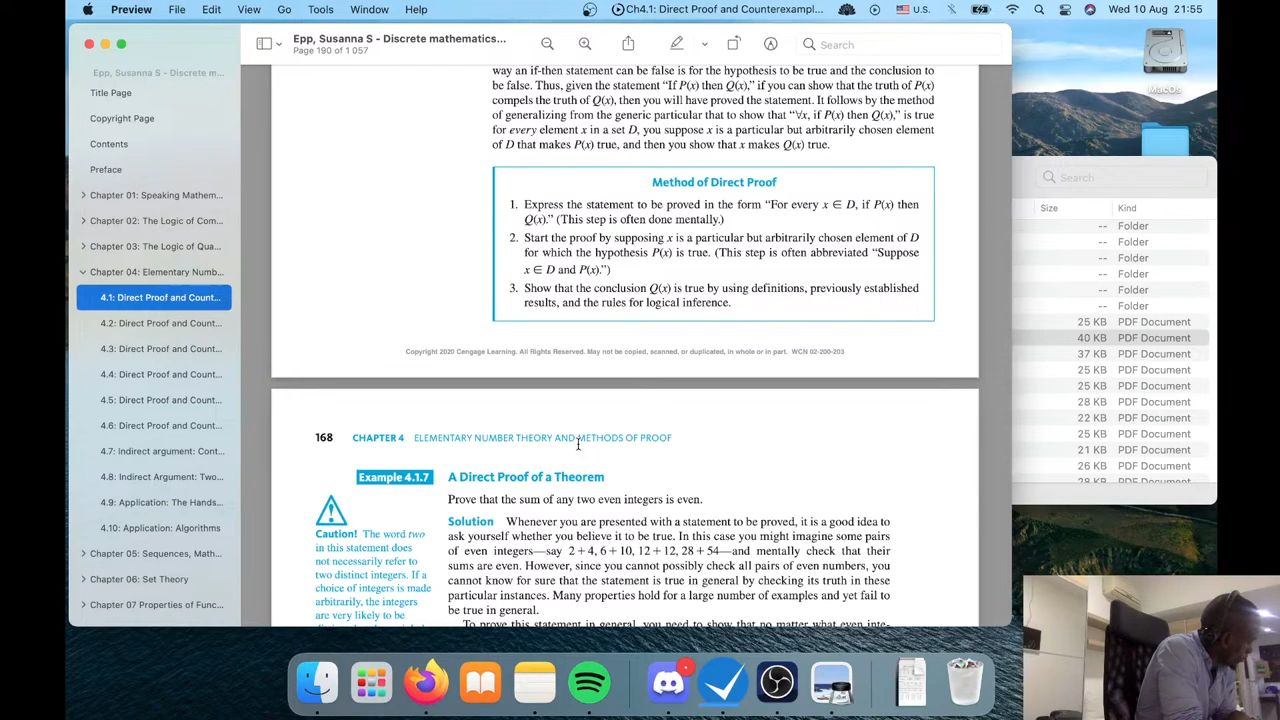 Preview File Edit View Go Tools Window Help
Ch4.1: Direct Proof and Counterexampl... U.S. Wed 10 Aug 21:55
Epp, Susanna S - Discrete mathematics...
Page 190 of 1 057
Search
Epp, Susanna S - Discrete m...
Title Page
Copyright Page
Contents
Preface
Chapter 01: Speaking Mathem...
Chapter 02: The Logic of Com...
Chapter 03: The Logic of Qua...
Chapter 04: Elementary Numb...
4.1: Direct Proof and Count...
4.2: Direct Proof and Count...
4.3: Direct Proof and Count...
4.4: Direct Proof and Count...
4.5: Direct Proof and Count...
4.6: Direct Proof and Count...
4.7: Indirect argument: Cont...
4.8: Indirect Argument: Two...
4.9: Application: The Hands...
4.10: Application: Algorithms
Chapter 05: Sequences, Math...
Chapter 06: Set Theory
Chapter 07 Properties of Func...
way an if-then statement can be false is for the hypothesis to be true and the conclusion to
be false. Thus, given the statement “If P(x) then Q(x),” if you can show that the truth of P(x)
compels the truth of Q(x), then you will have proved the statement. It follows by the method
of generalizing from the generic particular that to show that “∀x, if P(x) then Q(x),” is true
for every element x in a set D, you suppose x is a particular but arbitrarily chosen element
of D that makes P(x) true, and then you show that x makes Q(x) true.
Method of Direct Proof
1. Express the statement to be proved in the form “For every x ∈ D, if P(x) then
Q(x).” (This step is often done mentally.)
2. Start the proof by supposing x is a particular but arbitrarily chosen element of D
for which the hypothesis P(x) is true. (This step is often abbreviated “Suppose
x ∈ D and P(x).”)
3. Show that the conclusion Q(x) is true by using definitions, previously established
results, and the rules for logical inference.
Copyright 2020 Cengage Learning. All Rights Reserved. May not be copied, scanned, or duplicated, in whole or in part. WCN 02-200-203
168 CHAPTER 4 ELEMENTARY NUMBER THEORY AND METHODS OF PROOF
Example 4.1.7 A Direct Proof of a Theorem
Prove that the sum of any two even integers is even.
Solution Whenever you are presented with a statement to be proved, it is a good idea to
ask yourself whether you believe it to be true. In this case you might imagine some pairs
of even integers—say 2 + 4, 6 + 10, 12 + 12, 28 + 54—and mentally check that their
sums are even. However, since you cannot possibly check all pairs of even numbers, you
cannot know for sure that the statement is true in general by checking its truth in these
particular instances. Many properties hold for a large number of examples and yet fail to
be true in general.
To prove this statement in general, you need to show that no matter what even inte-
Caution! The word two
in this statement does
not necessarily refer to
two distinct integers. If a
choice of integers is made
arbitrarily, the integers
are very likely to be
MacOs
Search
Size Kind
-- Folder
-- Folder
-- Folder
-- Folder
-- Folder
-- Folder
25 KB PDF Document
40 KB PDF Document
37 KB PDF Document
25 KB PDF Document
25 KB PDF Document
28 KB PDF Document
22 KB PDF Document
25 KB PDF Document
21 KB PDF Document
26 KB PDF Document
28 KB PDF Document